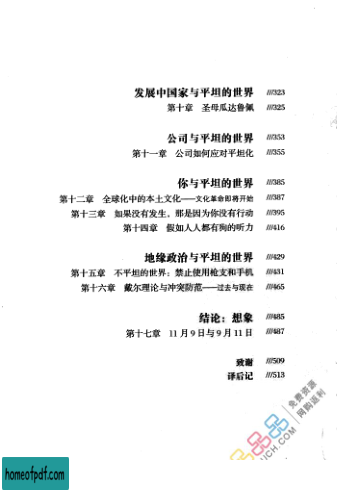 发展中国家与平坦的世界 ///323
第十章 圣母瓜达鲁佩 ///325
公司与平坦的世界 ///353
第十一章 公司如何应对平坦化 ///355
你与平坦的世界 ///385
第十二章 全球化中的本土文化——文化革命即将开始 ///387
第十三章 如果没有发生，那是因为你没有行动 ///395
第十四章 假如人人都有狗的听力 ///416
地缘政治与平坦的世界 ///429
第十五章 不平坦的世界：禁止使用枪支和手机 ///431
第十六章 戴尔理论与冲突防范——过去与现在 ///465
结论：想象 ///485
第十七章 11月9日与9月11日 ///487
致谢 ///509
译后记 ///513
免费资源
网购返利
ICH.COM
homeofpdf.com